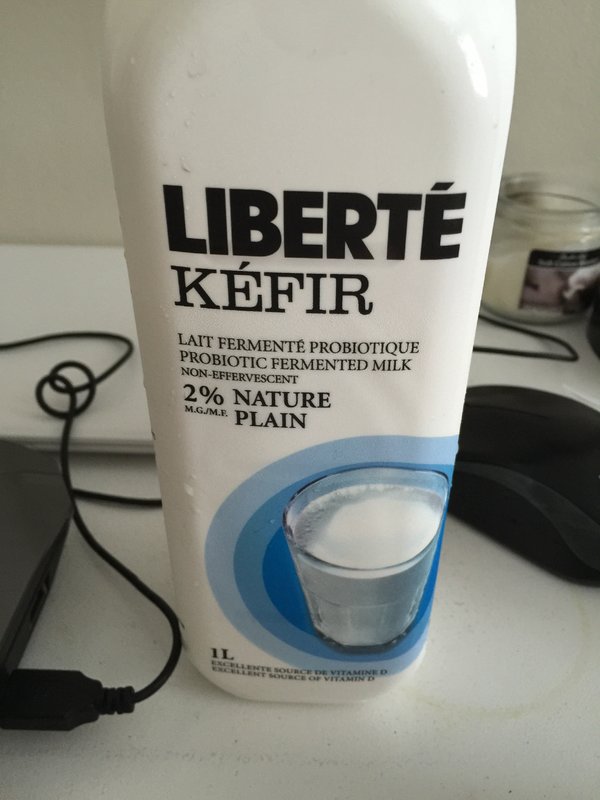 LIBERTÉ
KÉFIR
LAIT FERMENTÉ PROBIOTIQUE
PROBIOTIC FERMENTED MILK
NON-EFFERVESCENT
2% NATURE
M.G./M.F. PLAIN
1L
EXCELLENTE SOURCE DE VITAMINE D
EXCELLENT SOURCE OF VITAMIN D